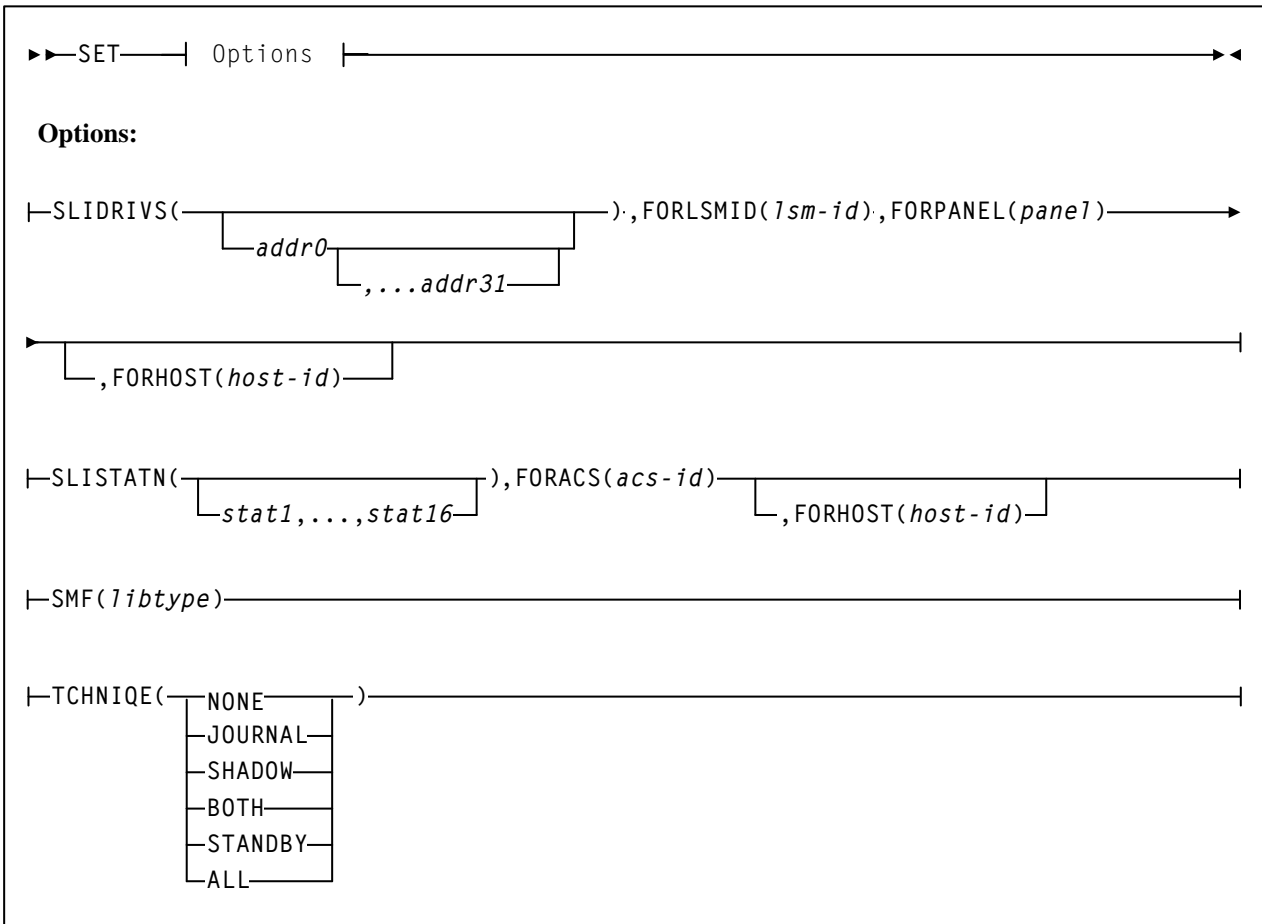 SET Options
Options:
SLIDRIVS( ) ,FORLSMID(lsm-id) ,FORPANEL(panel)
addr0
,...addr31
,FORHOST(host-id)
SLISTATN( ),FORACS(acs-id)
stat1,...,stat16
,FORHOST(host-id)
SMF(libtype)
TCHNIQE( NONE )
JOURNAL
SHADOW
BOTH
STANDBY
ALL